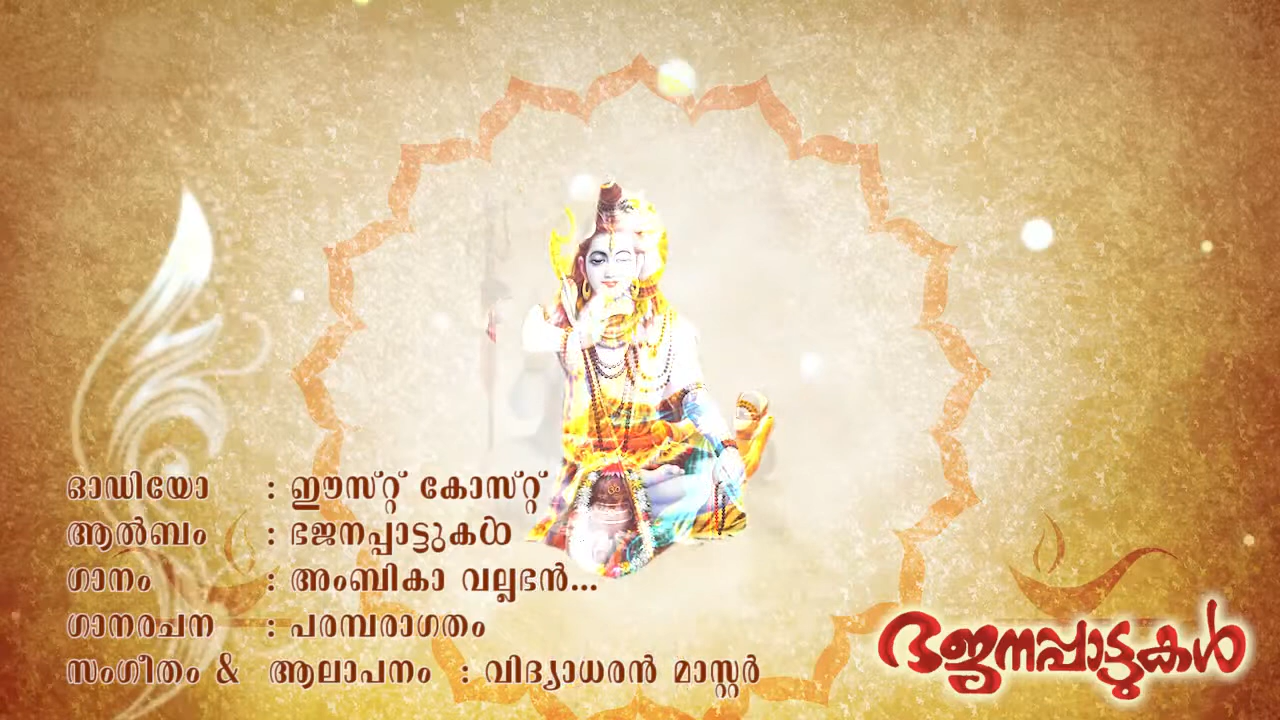 ഓഡിയോ : ഈസ്റ്റ് കോസ്റ്റ്
ആൽബം : ഭജനപ്പാട്ടുകൾ
ഗാനം : അംബികാ വല്ലഭൻ...
ഗാനരചന : പരമ്പരാഗതം
സംഗീതം & ആലാപനം : വിദ്യാധരൻ മാസ്റ്റർ
ഭജനപ്പാട്ടുകൾ